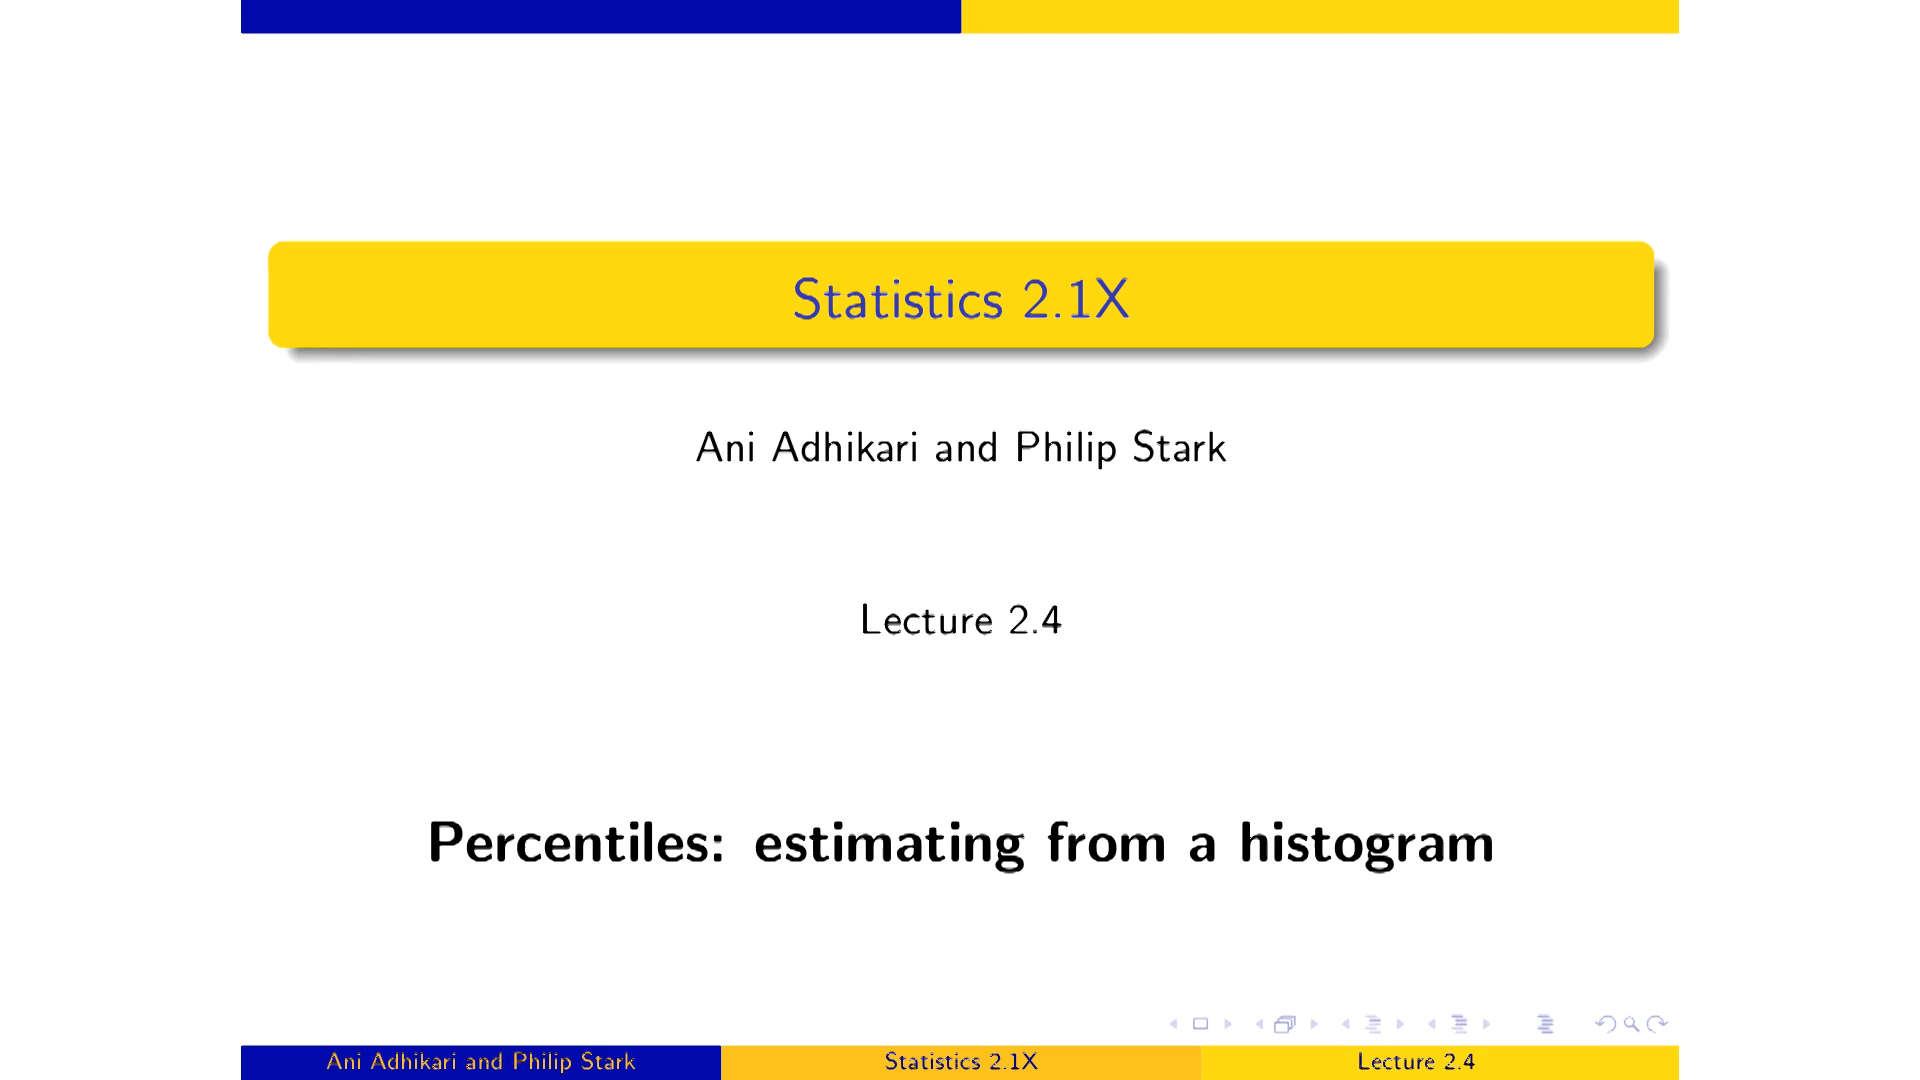 Statistics 2.1X
Ani Adhikari and Philip Stark
Lecture 2.4
Percentiles: estimating from a histogram
Ani Adhikari and Philip Stark
Statistics 2.1X
Lecture 2.4